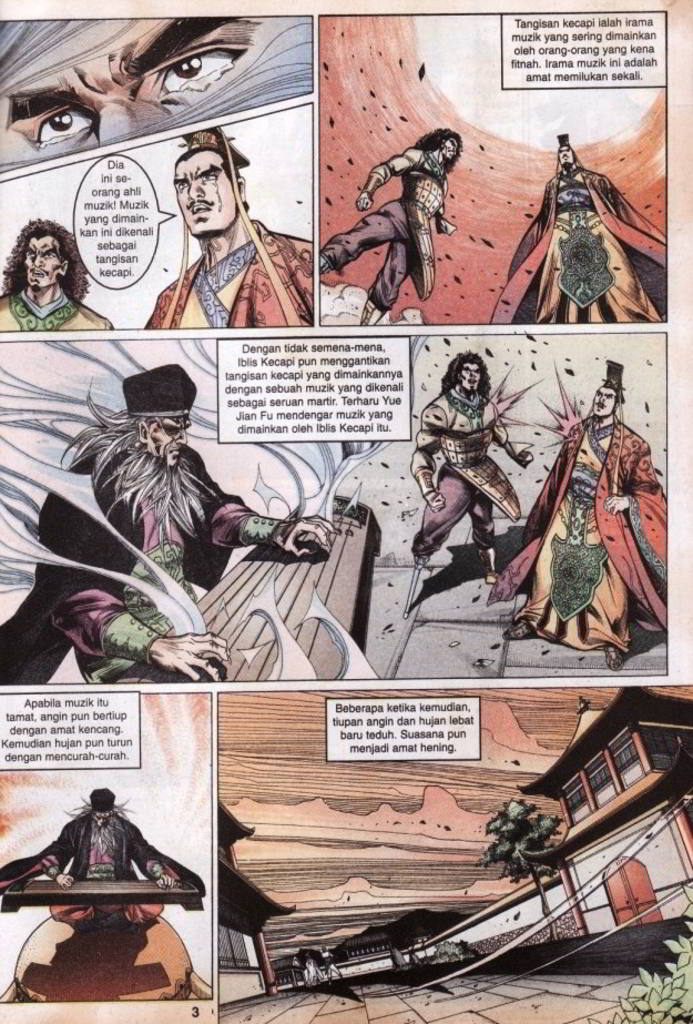 Dia
ini se-
orang ahli
muzik! Muzik
yang dimain-
kan ini dikenali
sebagai
tangisan
kecapi.
Tangisan kecapi ialah irama
muzik yang sering dimainkan
oleh orang-orang yang kena
fitnah. Irama muzik ini adalah
amat memilukan sekali.
Dengan tidak semena-mena,
Iblis Kecapi pun menggantikan
tangisan kecapi yang dimainkannya
dengan sebuah muzik yang dikenali
sebagai seruan martir. Terharu Yue
Jian Fu mendengar muzik yang
dimainkan oleh Iblis Kecapi itu.
Apabila muzik itu
tamat, angin pun bertiup
dengan amat kencang.
Kemudian hujan pun turun
dengan mencurah-curah.
Beberapa ketika kemudian,
tiupan angin dan hujan lebat
baru teduh. Suasana pun
menjadi amat hening.
3